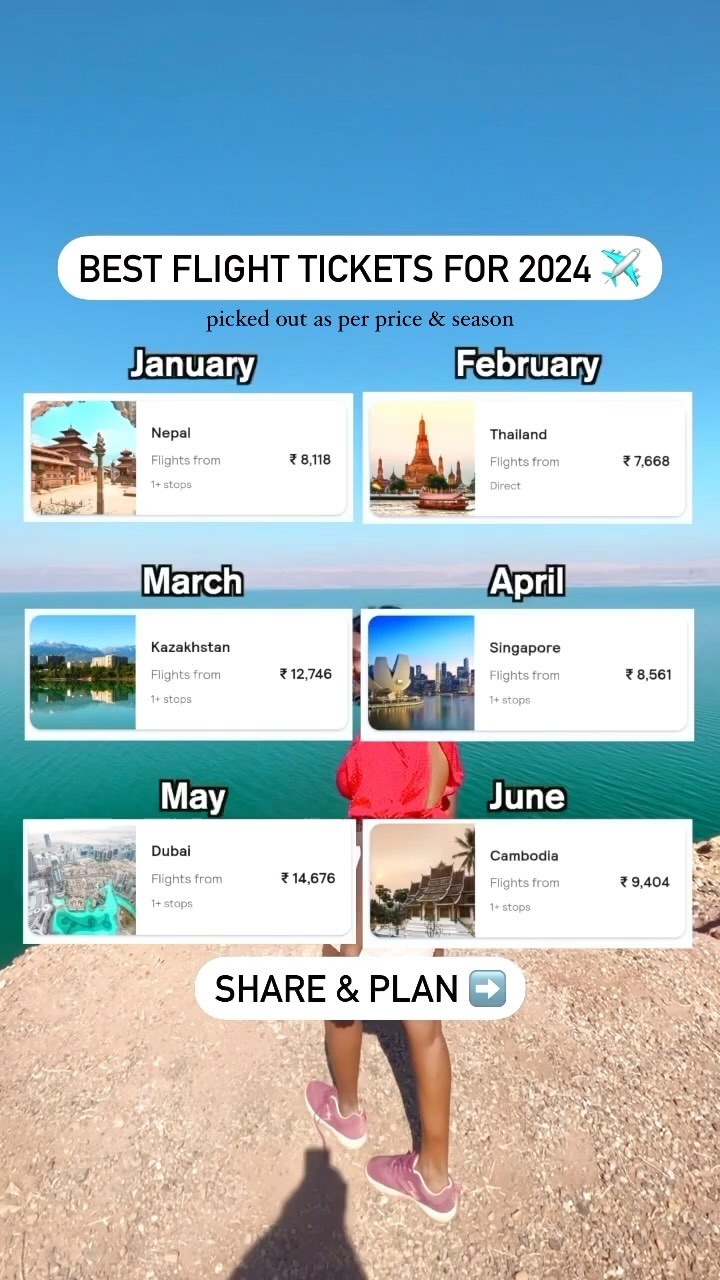 BEST FLIGHT TICKETS FOR 2024 ✈️
picked out as per price & season
January
Nepal
Flights from
₹ 8,118
1+ stops
February
Thailand
Flights from
₹ 7,668
Direct
March
Kazakhstan
Flights from
₹ 12,746
1+ stops
April
Singapore
Flights from
₹ 8,561
1+ stops
May
Dubai
Flights from
₹ 14,676
1+ stops
June
Cambodia
Flights from
₹ 9,404
1+ stops
SHARE & PLAN ➡️